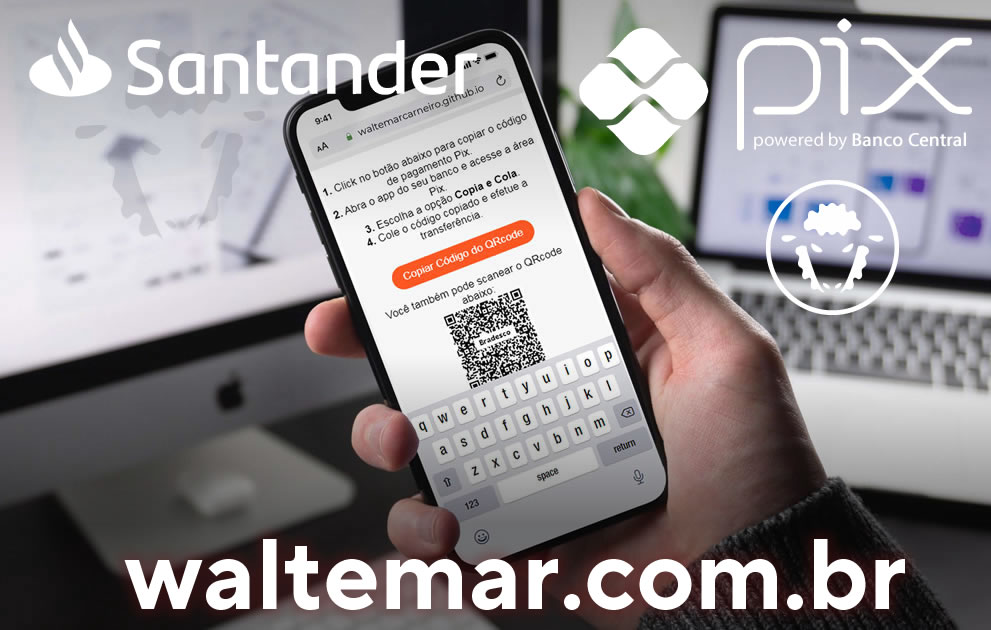 Santander
pix
powered by Banco Central
9:41
AA waltemarcarneiro.github.io
1. Click no botão abaixo para copiar o código
de pagamento Pix.
2. Abra o app do seu banco e acesse a área
Pix.
3. Escolha a opção Copia e Cola.
4. Cole o código copiado e efetue a
transferência.
Copiar Código do QRcode
Você também pode scanear o QRcode
abaixo:
Bradesco
q w e r t y u i o p
a s d f g h j k l
z x c v b n m
123 space return
waltemar.com.br